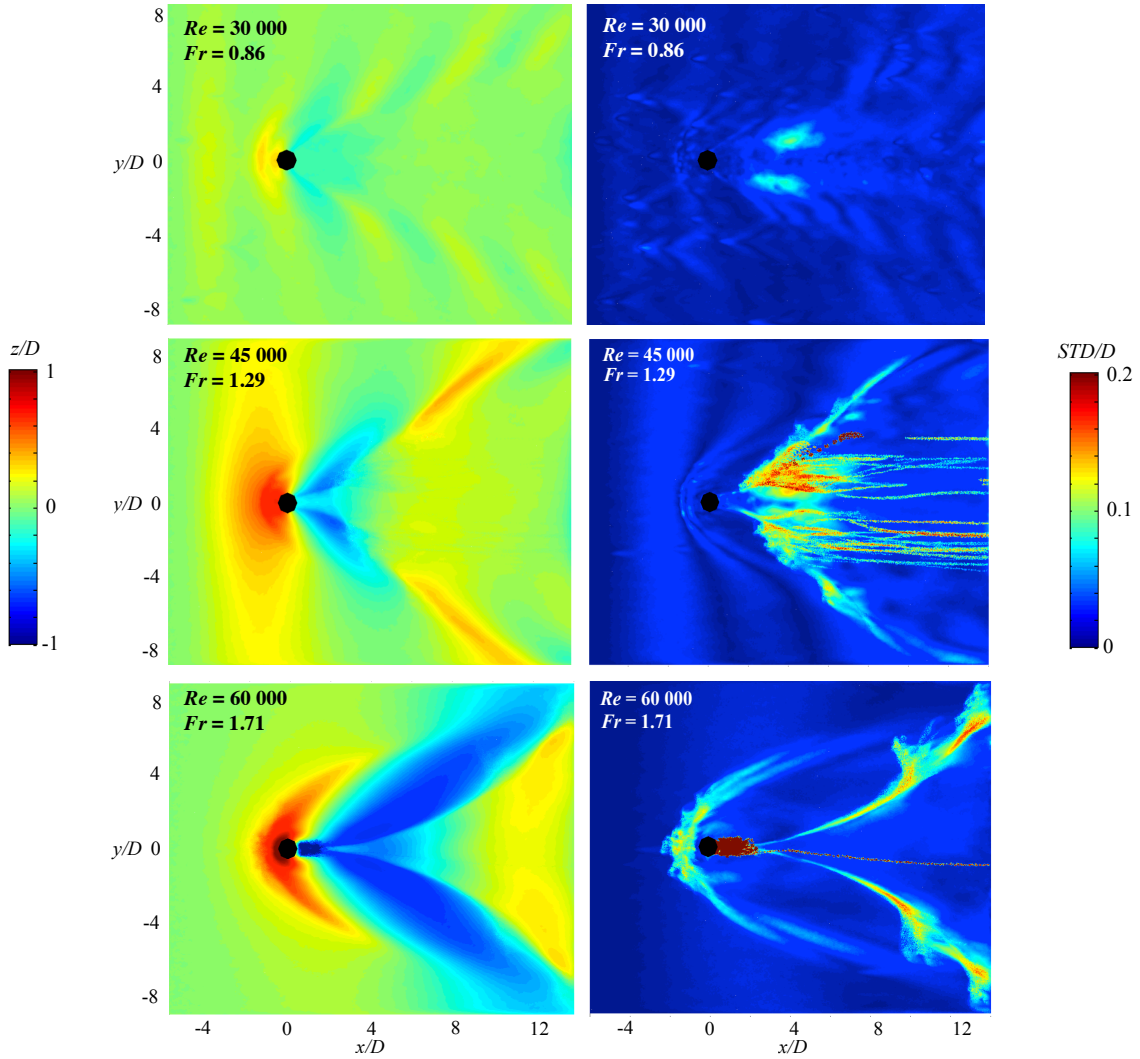 8
Re = 30 000
Fr = 0.86
4
y/D 0
-4
-8
Re = 30 000
Fr = 0.86
z/D
1
0
-1
8
Re = 45 000
Fr = 1.29
4
y/D 0
-4
-8
Re = 45 000
Fr = 1.29
STD/D
0.2
0.1
0
8
Re = 60 000
Fr = 1.71
4
y/D 0
-4
-8
-4 0 4 8 12
x/D
Re = 60 000
Fr = 1.71
-4 0 4 8 12
x/D